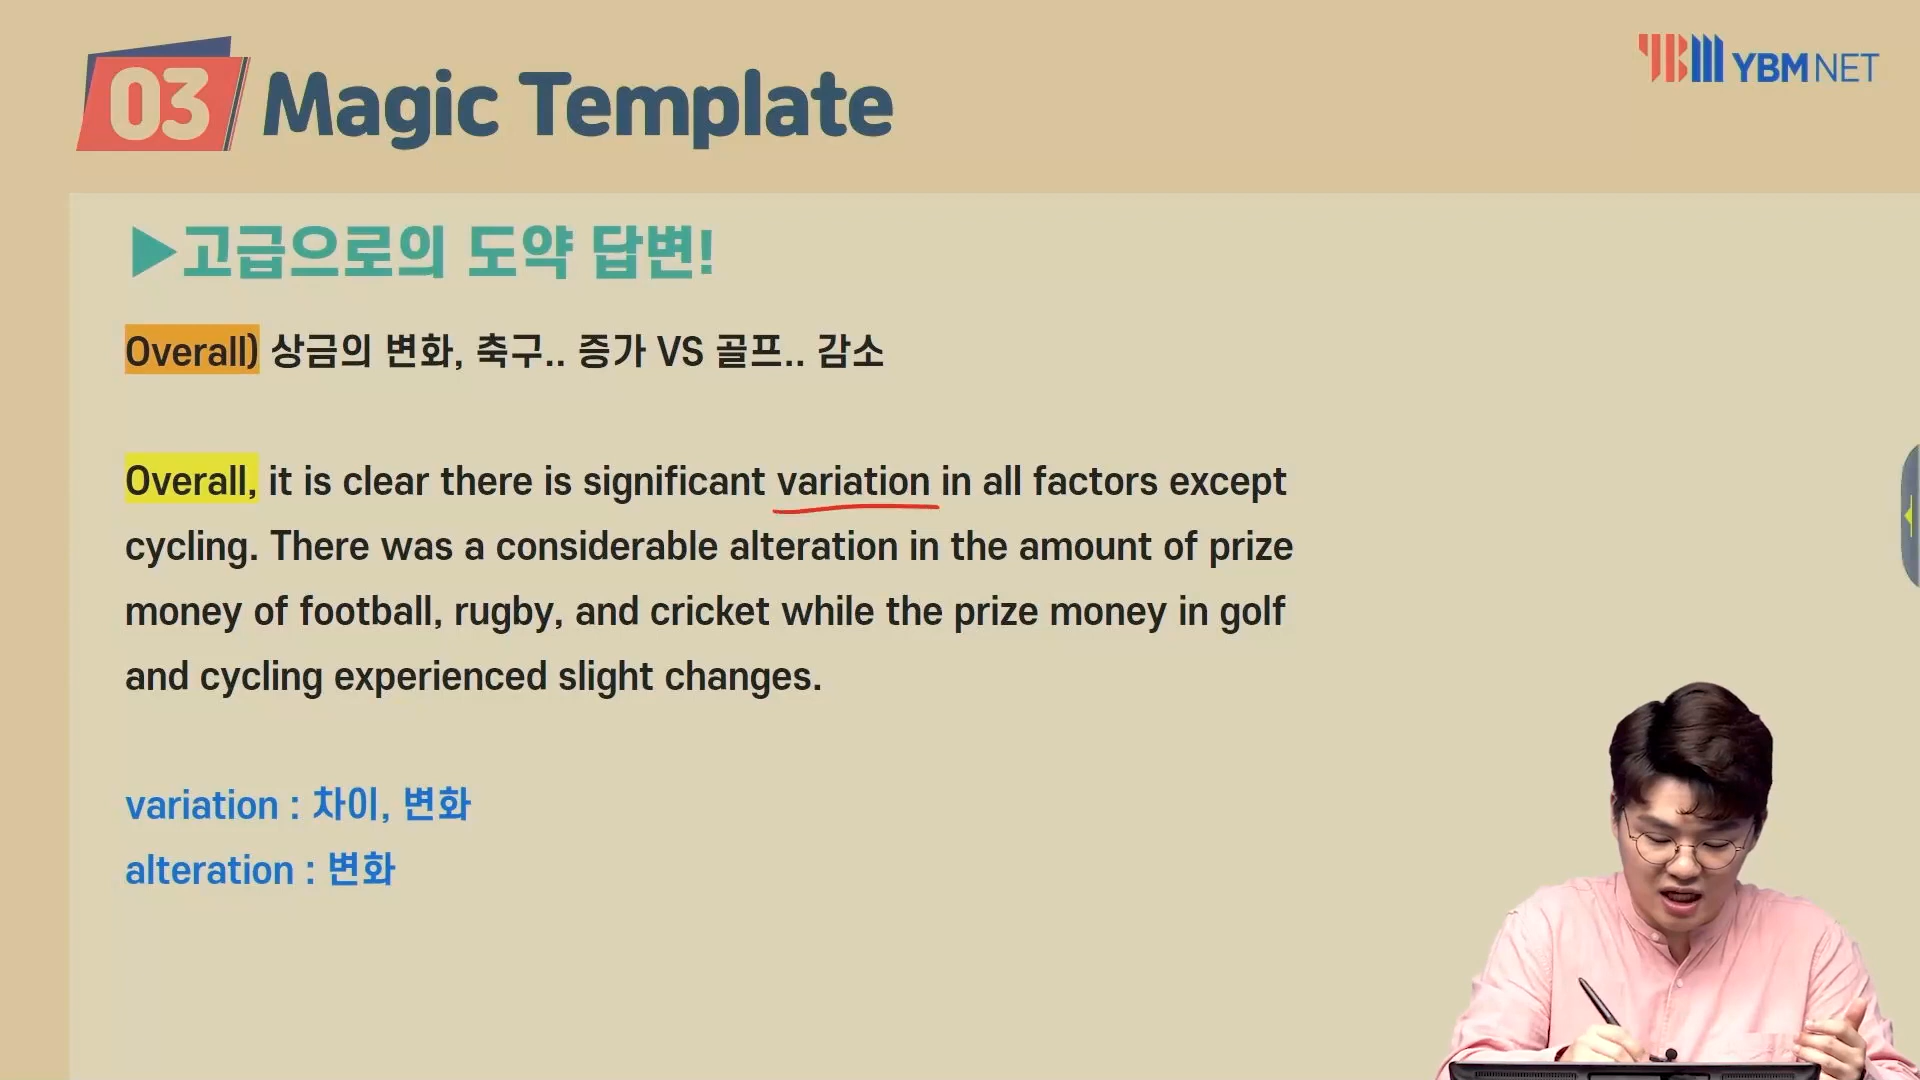 03 Magic Template
YBM NET
▶고급으로의 도약 답변!
Overall) 상금의 변화, 축구.. 증가 VS 골프.. 감소
Overall, it is clear there is significant variation in all factors except
cycling. There was a considerable alteration in the amount of prize
money of football, rugby, and cricket while the prize money in golf
and cycling experienced slight changes.
variation : 차이, 변화
alteration : 변화